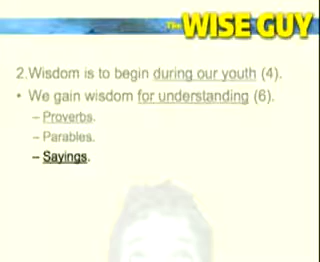 The WISE GUY
2.Wisdom is to begin during our youth (4).
• We gain wisdom for understanding (6).
– Proverbs.
– Parables.
– Sayings.